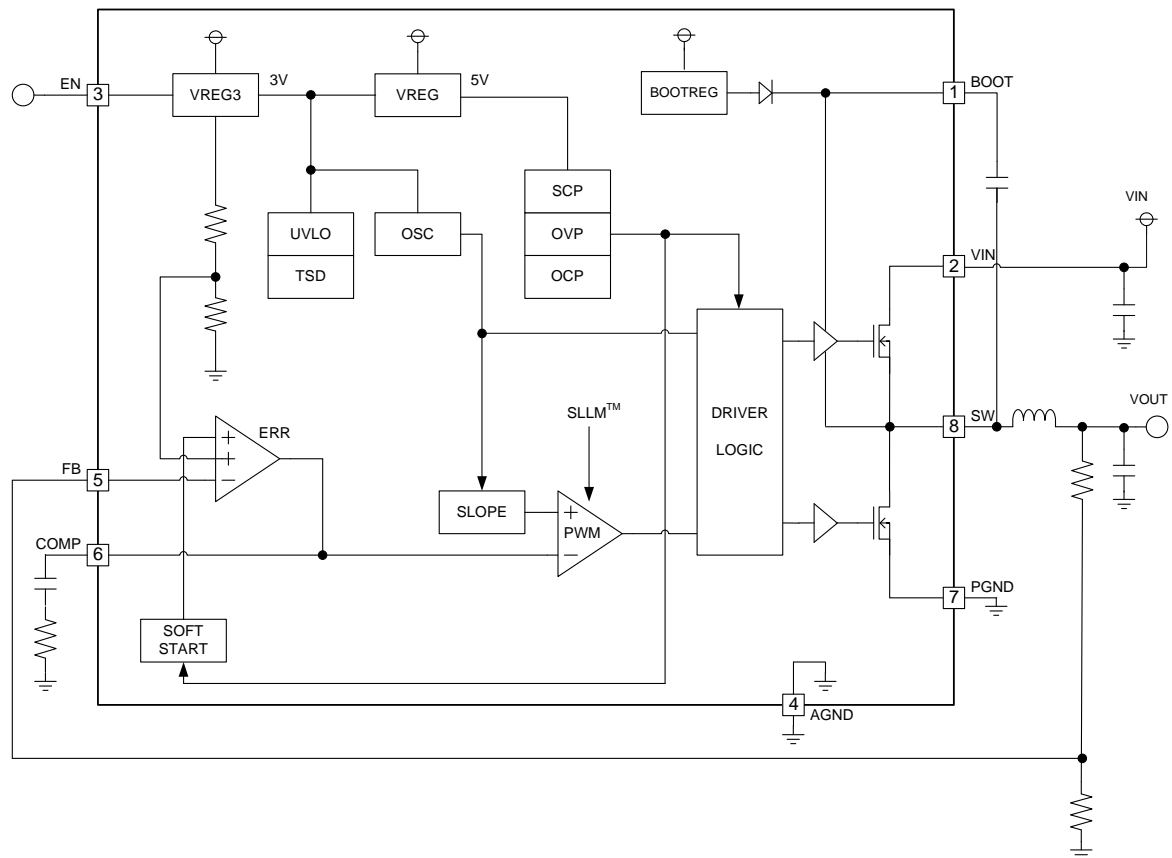 EN
3
VREG3
3V
VREG
5V
BOOTREG
1
BOOT
SCP
OVP
OCP
UVLO
TSD
OSC
VIN
VIN
2
DRIVER
LOGIC
SLLM™
VOUT
SW
8
ERR
+
+
−
FB
5
SLOPE
+
PWM
−
COMP
6
PGND
7
SOFT
START
4
AGND